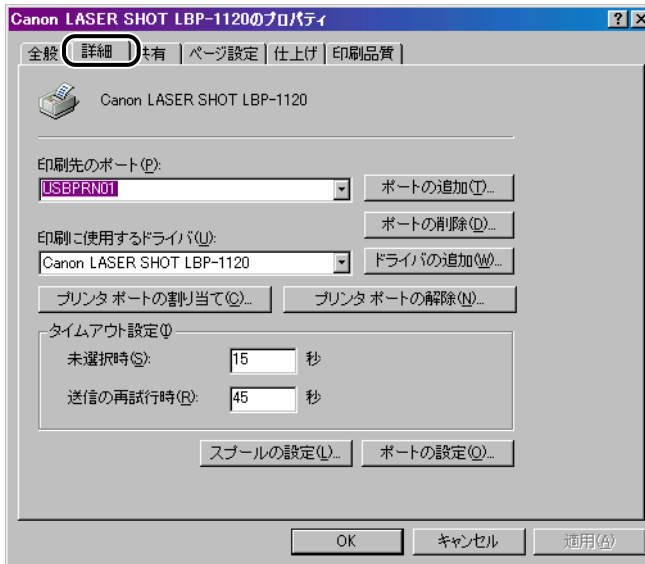 Canon LASER SHOT LBP-1120のプロパティ
全般 詳細 共有 ページ設定 仕上げ 印刷品質
Canon LASER SHOT LBP-1120
印刷先のポート(P):
USBPRN01 ポートの追加(T)...
ポートの削除(D)...
印刷に使用するドライバ(U):
Canon LASER SHOT LBP-1120 ドライバの追加(W)...
プリンタ ポートの割り当て(C)... プリンタ ポートの解除(N)...
タイムアウト設定(I)
未選択時(S): 15 秒
送信の再試行時(R): 45 秒
スプールの設定(L)... ポートの設定(O)...
OK キャンセル 適用(A)